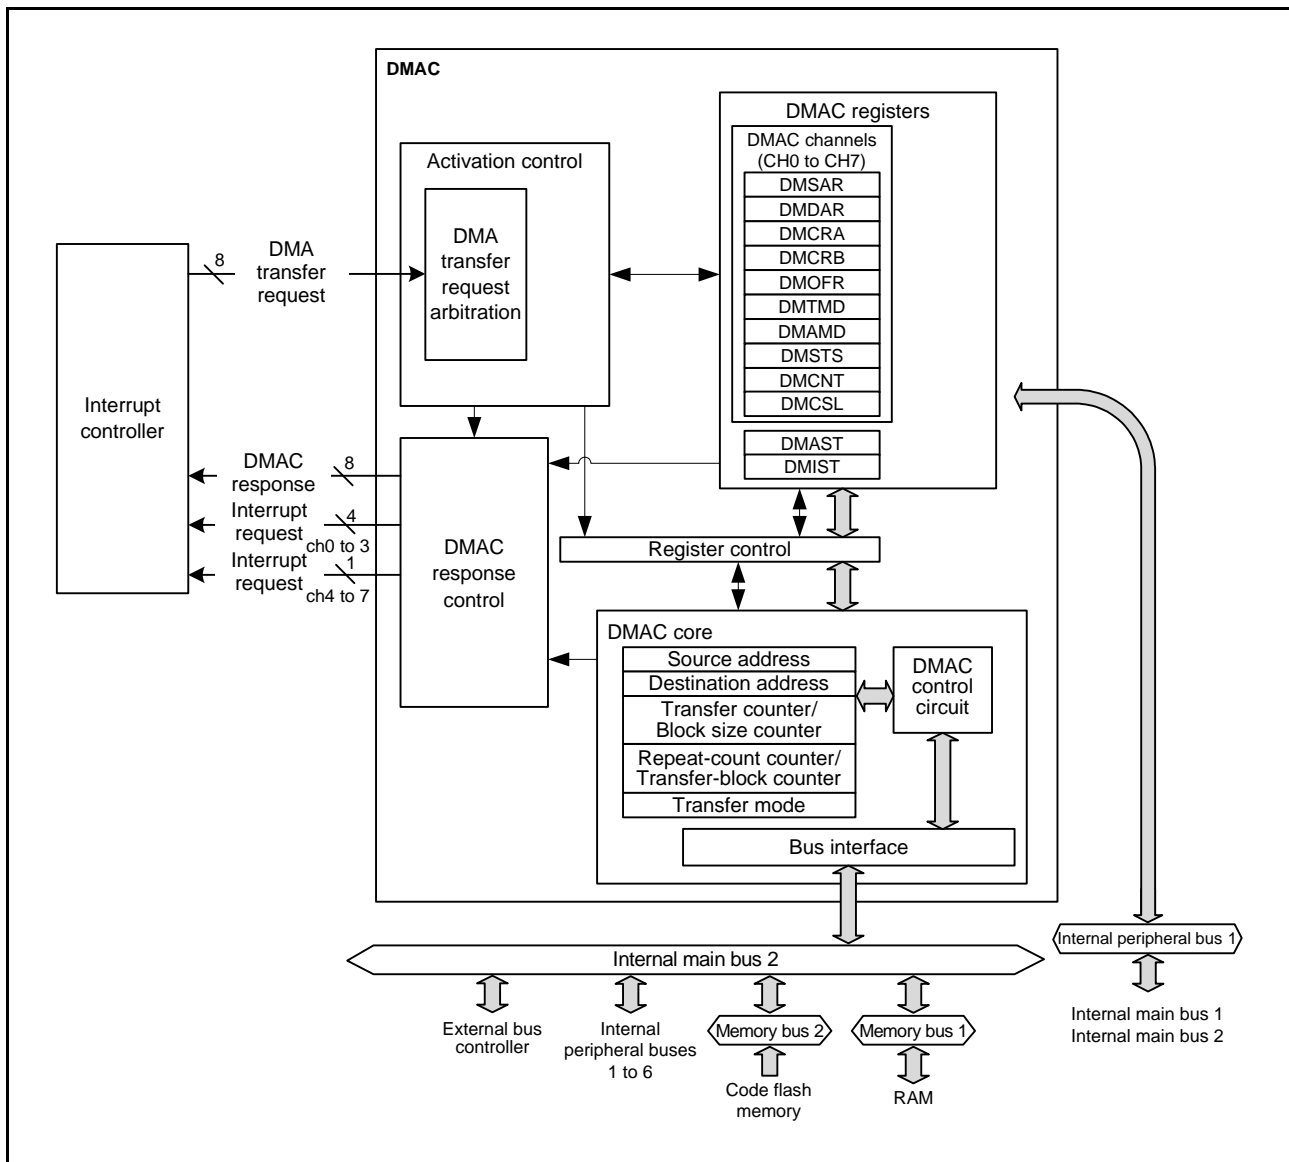 DMAC
DMAC registers
DMAC channels
(CH0 to CH7)
DMSAR
DMDAR
DMCRA
DMCRB
DMOFR
DMTMD
DMAMD
DMSTS
DMCNT
DMCSL
DMAST
DMIST
Activation control
DMA
transfer
request
arbitration
8
DMA
transfer
request
Interrupt
controller
DMAC
response
8
Interrupt
request
4
ch0 to 3
Interrupt
request
1
ch4 to 7
DMAC
response
control
Register control
DMAC core
Source address
Destination address
Transfer counter/
Block size counter
Repeat-count counter/
Transfer-block counter
Transfer mode
DMAC
control
circuit
Bus interface
Internal main bus 2
Internal peripheral bus 1
External bus
controller
Internal
peripheral buses
1 to 6
Memory bus 2
Code flash
memory
Memory bus 1
RAM
Internal main bus 1
Internal main bus 2